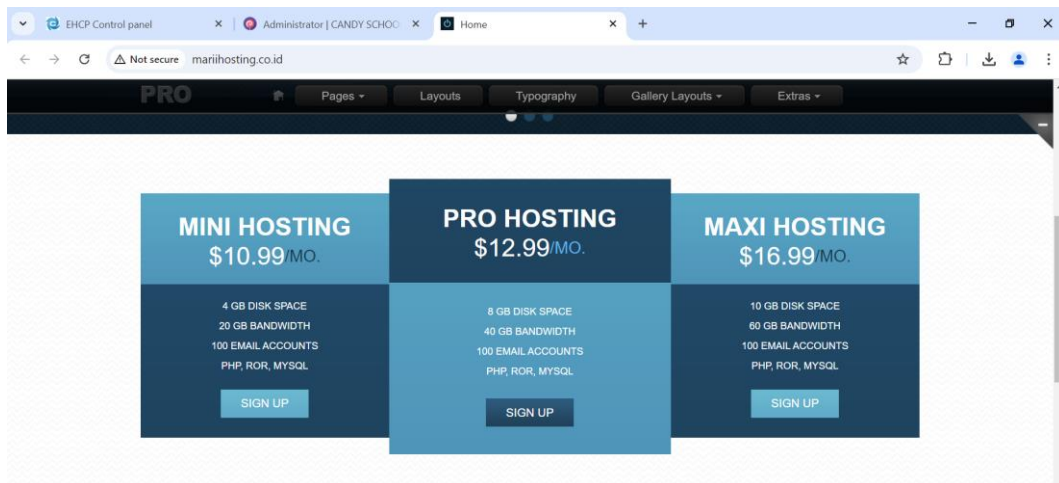 EHCP Control panel
Administrator | CANDY SCHOO
Home
Not secure mariihosting.co.id
PRO
Pages
Layouts
Typography
Gallery Layouts
Extras
MINI HOSTING
$10.99/MO.
4 GB DISK SPACE
20 GB BANDWIDTH
100 EMAIL ACCOUNTS
PHP, ROR, MYSQL
SIGN UP
PRO HOSTING
$12.99/MO.
8 GB DISK SPACE
40 GB BANDWIDTH
100 EMAIL ACCOUNTS
PHP, ROR, MYSQL
SIGN UP
MAXI HOSTING
$16.99/MO.
10 GB DISK SPACE
60 GB BANDWIDTH
100 EMAIL ACCOUNTS
PHP, ROR, MYSQL
SIGN UP